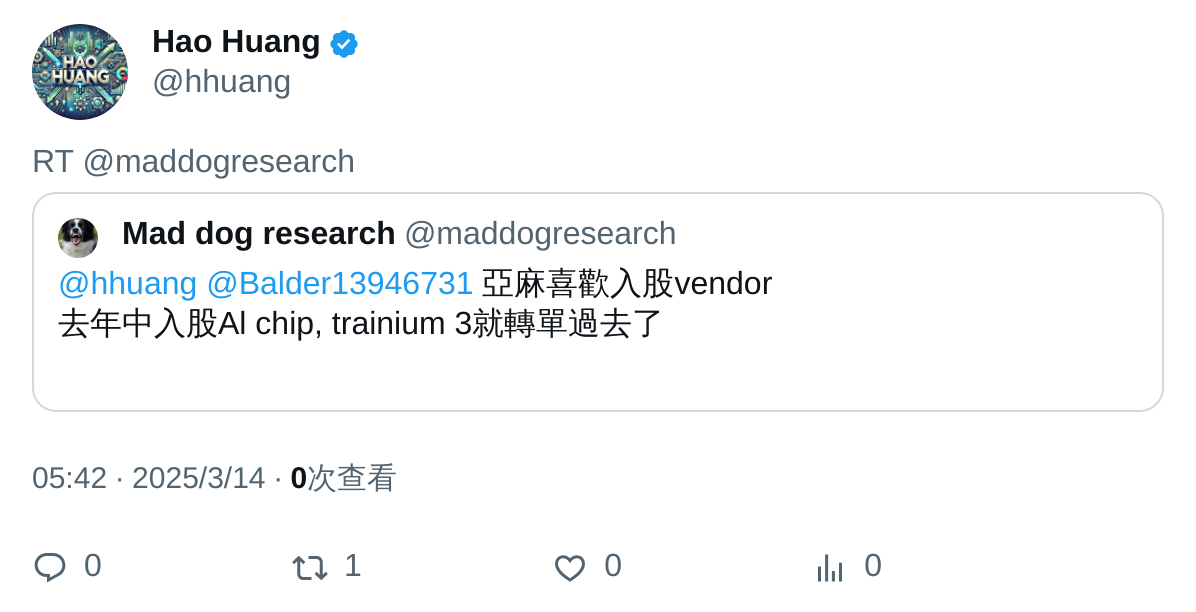 HAO
HUANG
Hao Huang
@hhuang
RT @maddogresearch
Mad dog research @maddogresearch
@hhuang @Balder13946731 亞麻喜歡入股vendor
去年中入股Al chip, trainium 3就轉單過去了
05:42 · 2025/3/14 · 0次查看
0 1 0 0